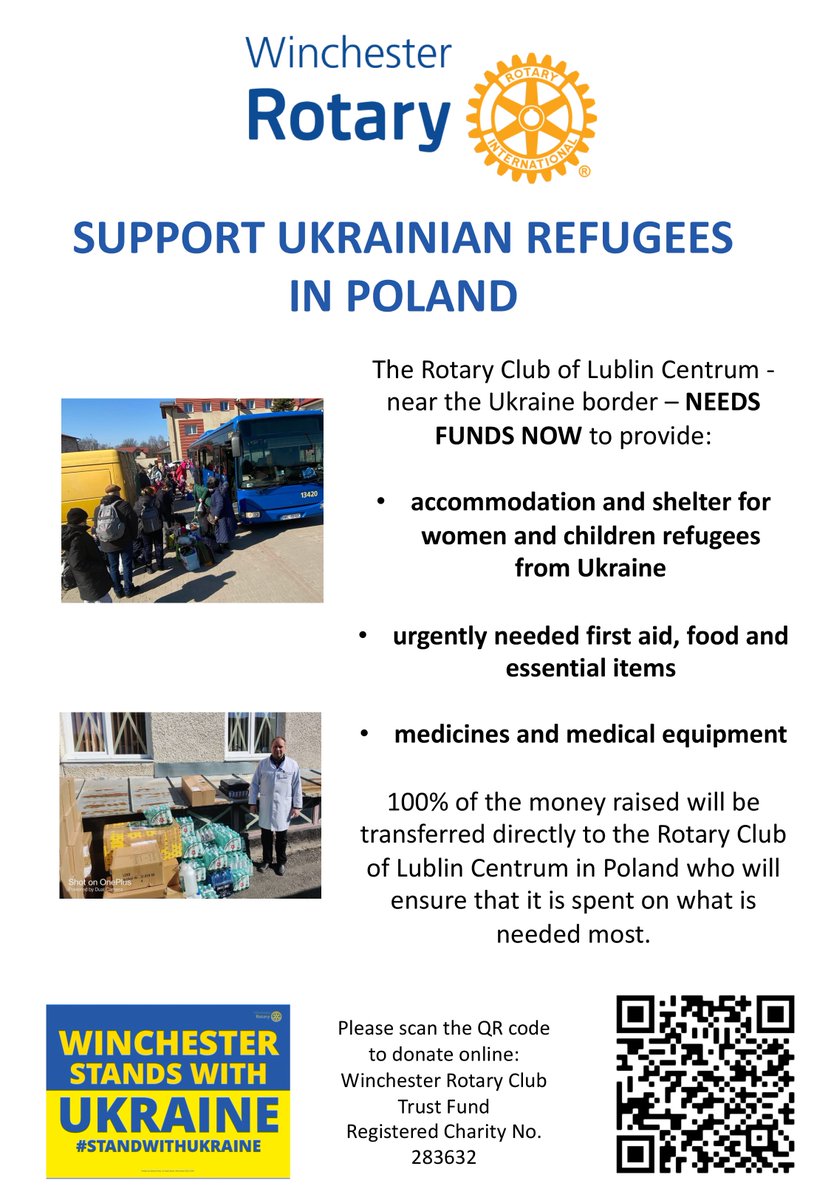 Winchester
Rotary
ROTARY
INTERNATIONAL
®
SUPPORT UKRAINIAN REFUGEES
IN POLAND
The Rotary Club of Lublin Centrum -
near the Ukraine border – NEEDS
FUNDS NOW to provide:
• accommodation and shelter for
women and children refugees
from Ukraine
• urgently needed first aid, food and
essential items
• medicines and medical equipment
100% of the money raised will be
transferred directly to the Rotary Club
of Lublin Centrum in Poland who will
ensure that it is spent on what is
needed most.
13420
Shot on OnePlus
Powered by Dual Camera
Rotary
WINCHESTER
STANDS WITH
UKRAINE
#STANDWITHUKRAINE
Please scan the QR code
to donate online:
Winchester Rotary Club
Trust Fund
Registered Charity No.
283632